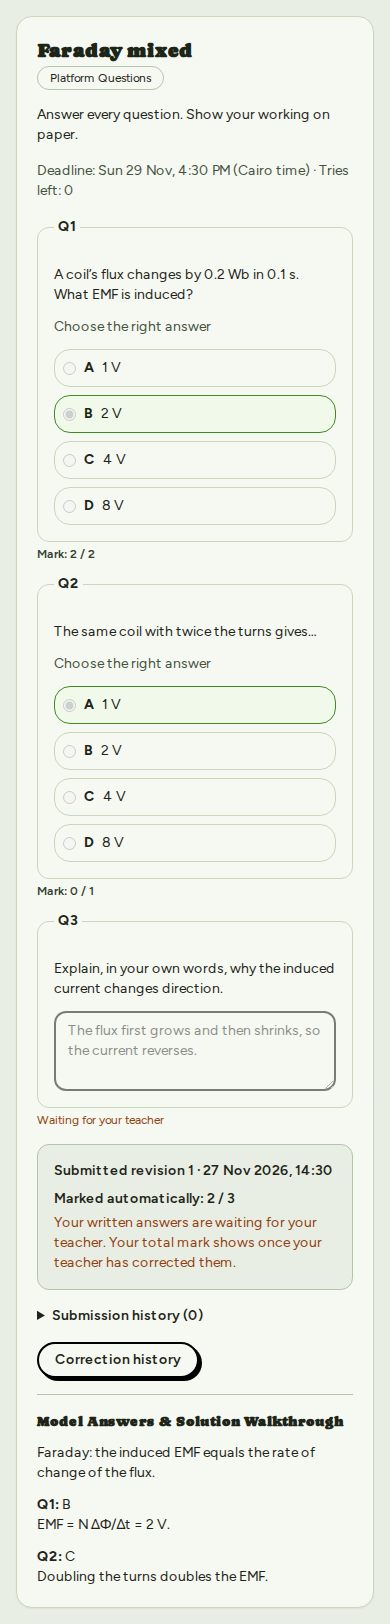 Faraday mixed
Platform Questions
Answer every question. Show your working on
paper.
Deadline: Sun 29 Nov, 4:30 PM (Cairo time) · Tries
left: 0
Q1
A coil's flux changes by 0.2 Wb in 0.1 s.
What EMF is induced?
Choose the right answer
A 1 V
B 2 V
C 4 V
D 8 V
Mark: 2 / 2
Q2
The same coil with twice the turns gives…
Choose the right answer
A 1 V
B 2 V
C 4 V
D 8 V
Mark: 0 / 1
Q3
Explain, in your own words, why the induced
current changes direction.
The flux first grows and then shrinks, so
the current reverses.
Waiting for your teacher
Submitted revision 1 · 27 Nov 2026, 14:30
Marked automatically: 2 / 3
Your written answers are waiting for your
teacher. Your total mark shows once your
teacher has corrected them.
Submission history (0)
Correction history
Model Answers & Solution Walkthrough
Faraday: the induced EMF equals the rate of
change of the flux.
Q1: B
EMF = N ΔΦ/Δt = 2 V.
Q2: C
Doubling the turns doubles the EMF.